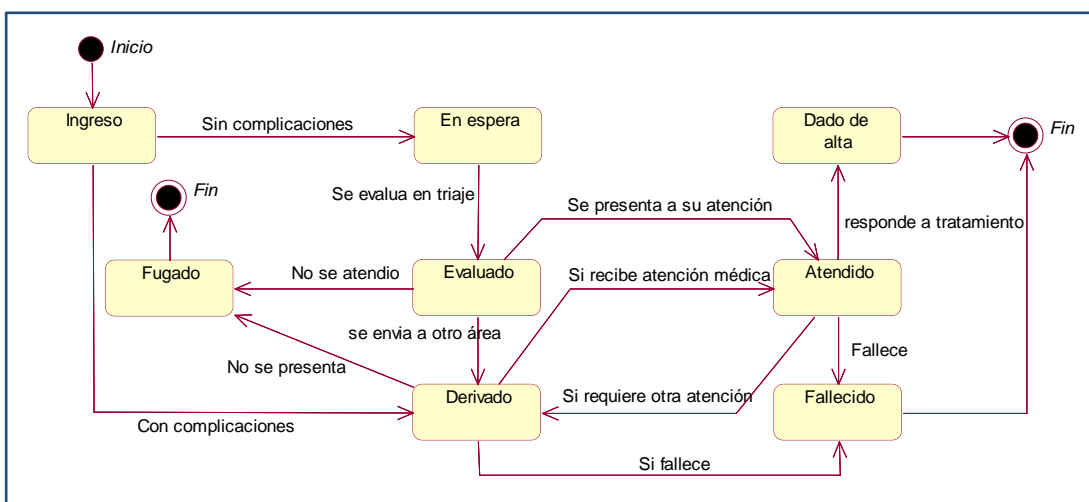 Inicio
Ingreso
Sin complicaciones
En espera
Dado de
alta
Fin
Se evalua en triaje
Fin
Se presenta a su atención
responde a tratamiento
Fugado
No se atendio
Evaluado
Si recibe atención médica
Atendido
se envia a otro área
No se presenta
Fallece
Derivado
Si requiere otra atención
Fallecido
Con complicaciones
Si fallece